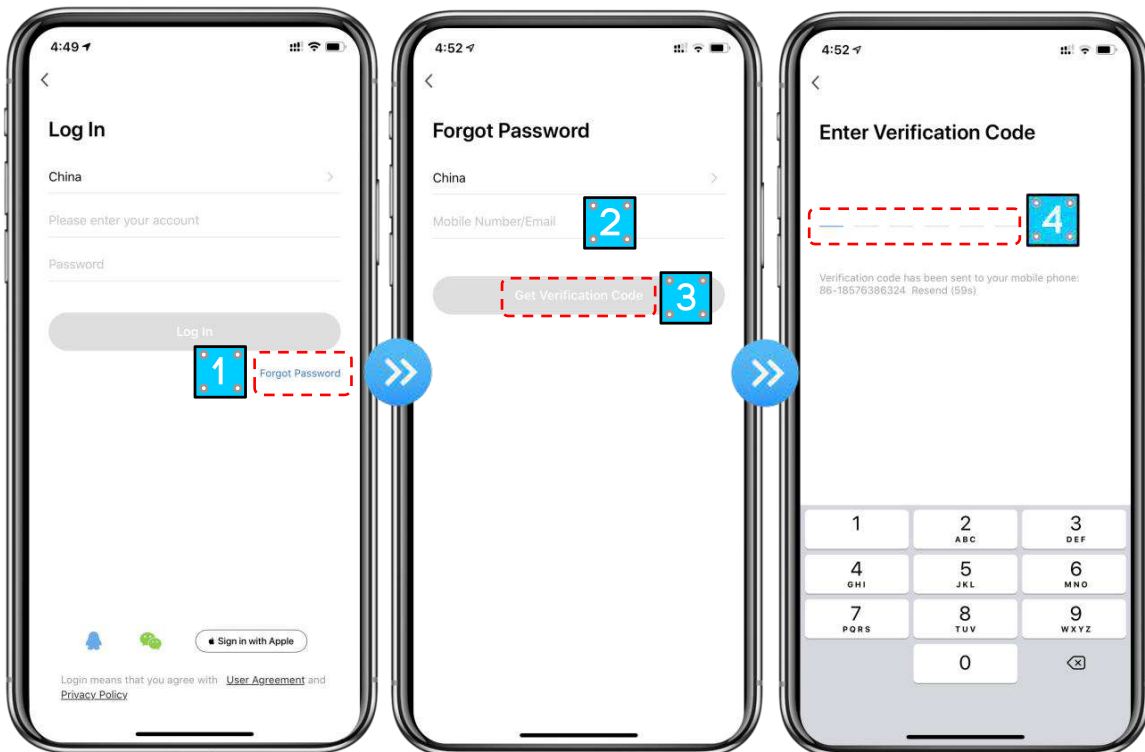 4:49
Log In
China
Please enter your account
Password
Log In
1
Forgot Password
Sign in with Apple
Login means that you agree with User Agreement and
Privacy Policy
4:52
Forgot Password
China
Mobile Number/Email
2
Get Verification Code
3
4:52
Enter Verification Code
4
Verification code has been sent to your mobile phone:
86-18576386324 Resend (59s)
1 2 3
ABC DEF
4 5 6
GHI JKL MNO
7 8 9
PQRS TUV WXYZ
0